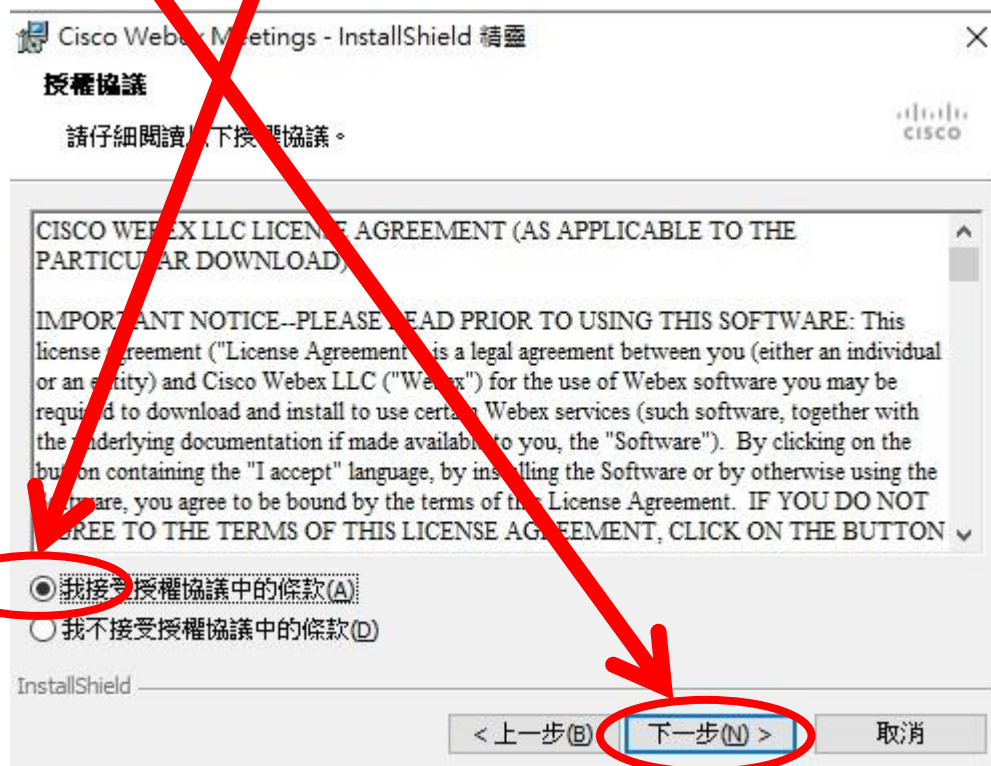 Cisco Webex Meetings - InstallShield 精靈
授權協議
請仔細閱讀以下授權協議。
CISCO
CISCO WEBEX LLC LICENSE AGREEMENT (AS APPLICABLE TO THE
PARTICULAR DOWNLOAD)
IMPORTANT NOTICE--PLEASE READ PRIOR TO USING THIS SOFTWARE: This
license agreement ("License Agreement") is a legal agreement between you (either an individual
or an entity) and Cisco Webex LLC ("Webex") for the use of Webex software you may be
required to download and install to use certain Webex services (such software, together with
the underlying documentation if made available to you, the "Software"). By clicking on the
button containing the "I accept" language, by installing the Software or by otherwise using the
Software, you agree to be bound by the terms of this License Agreement. IF YOU DO NOT
AGREE TO THE TERMS OF THIS LICENSE AGREEMENT, CLICK ON THE BUTTON
我接受授權協議中的條款(A)
我不接受授權協議中的條款(D)
InstallShield
<上一步(B) 下一步(N) > 取消